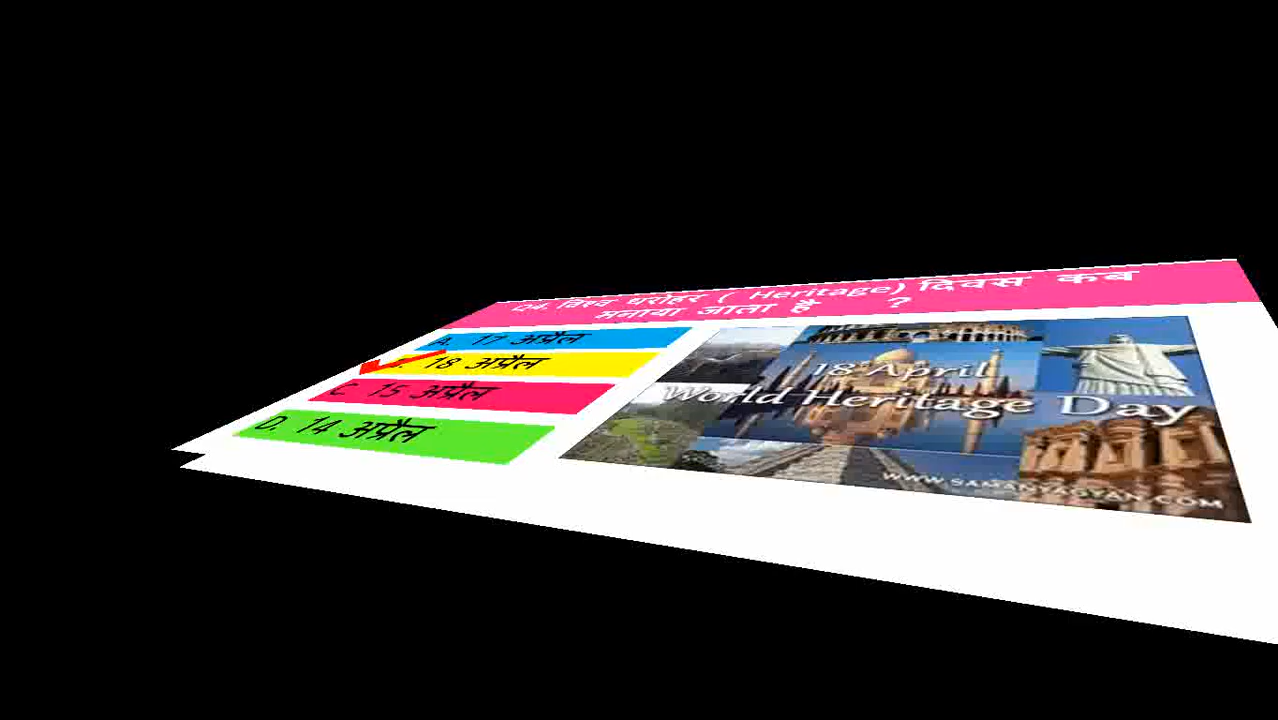 Q4. विश्व धरोहर ( Heritage) दिवस कब
मनाया जाता है ?
A. 17 अप्रैल
B. 18 अप्रैल
C 15 अप्रैल
D. 14 अप्रैल
18 April
World Heritage Day
WWW.SAMANYAGYAN.COM